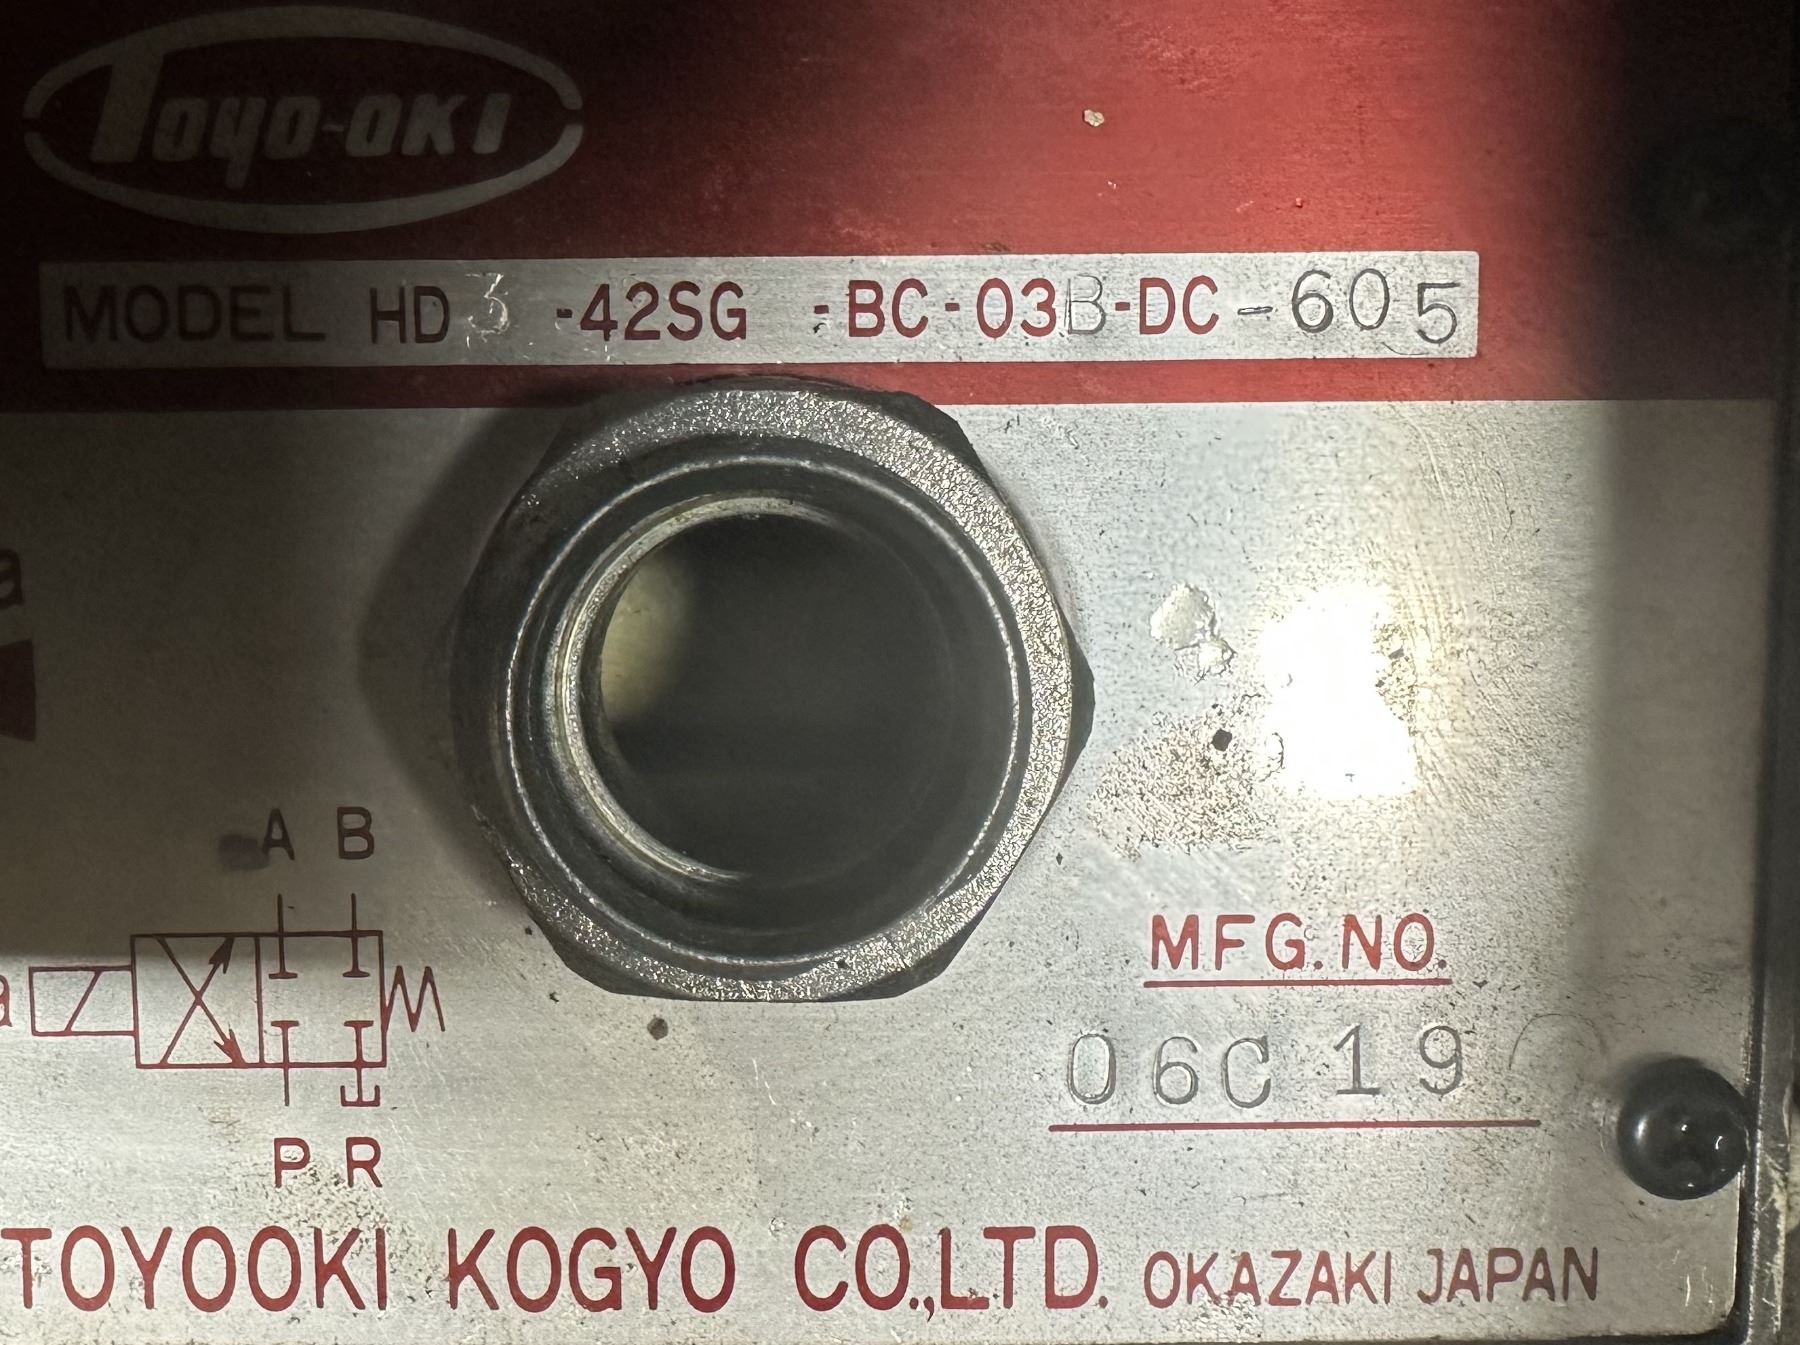 Toyo-OKI
MODEL HD3 -42SG -BC-03B-DC-605
a
A B
a
P R
MFG.NO.
06C 19
TOYOOKI KOGYO CO.,LTD. OKAZAKI JAPAN